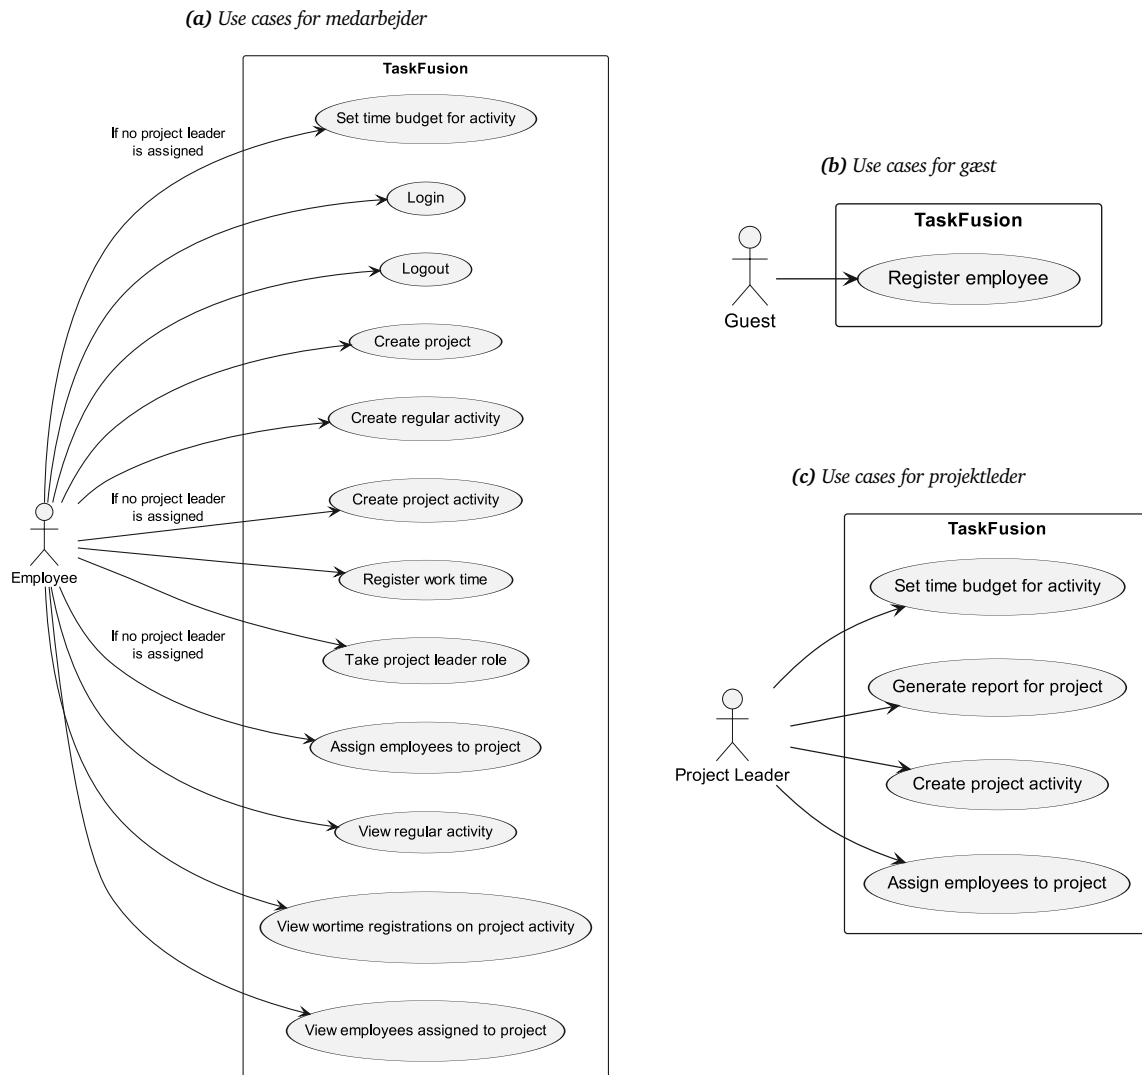 (a) Use cases for medarbejder
TaskFusion
If no project leader
is assigned
Set time budget for activity
Login
Logout
Create project
Create regular activity
If no project leader
is assigned
Create project activity
Employee
Register work time
If no project leader
is assigned
Take project leader role
Assign employees to project
View regular activity
View wortime registrations on project activity
View employees assigned to project
(b) Use cases for gæst
TaskFusion
Guest
Register employee
(c) Use cases for projektleder
TaskFusion
Set time budget for activity
Generate report for project
Project Leader
Create project activity
Assign employees to project